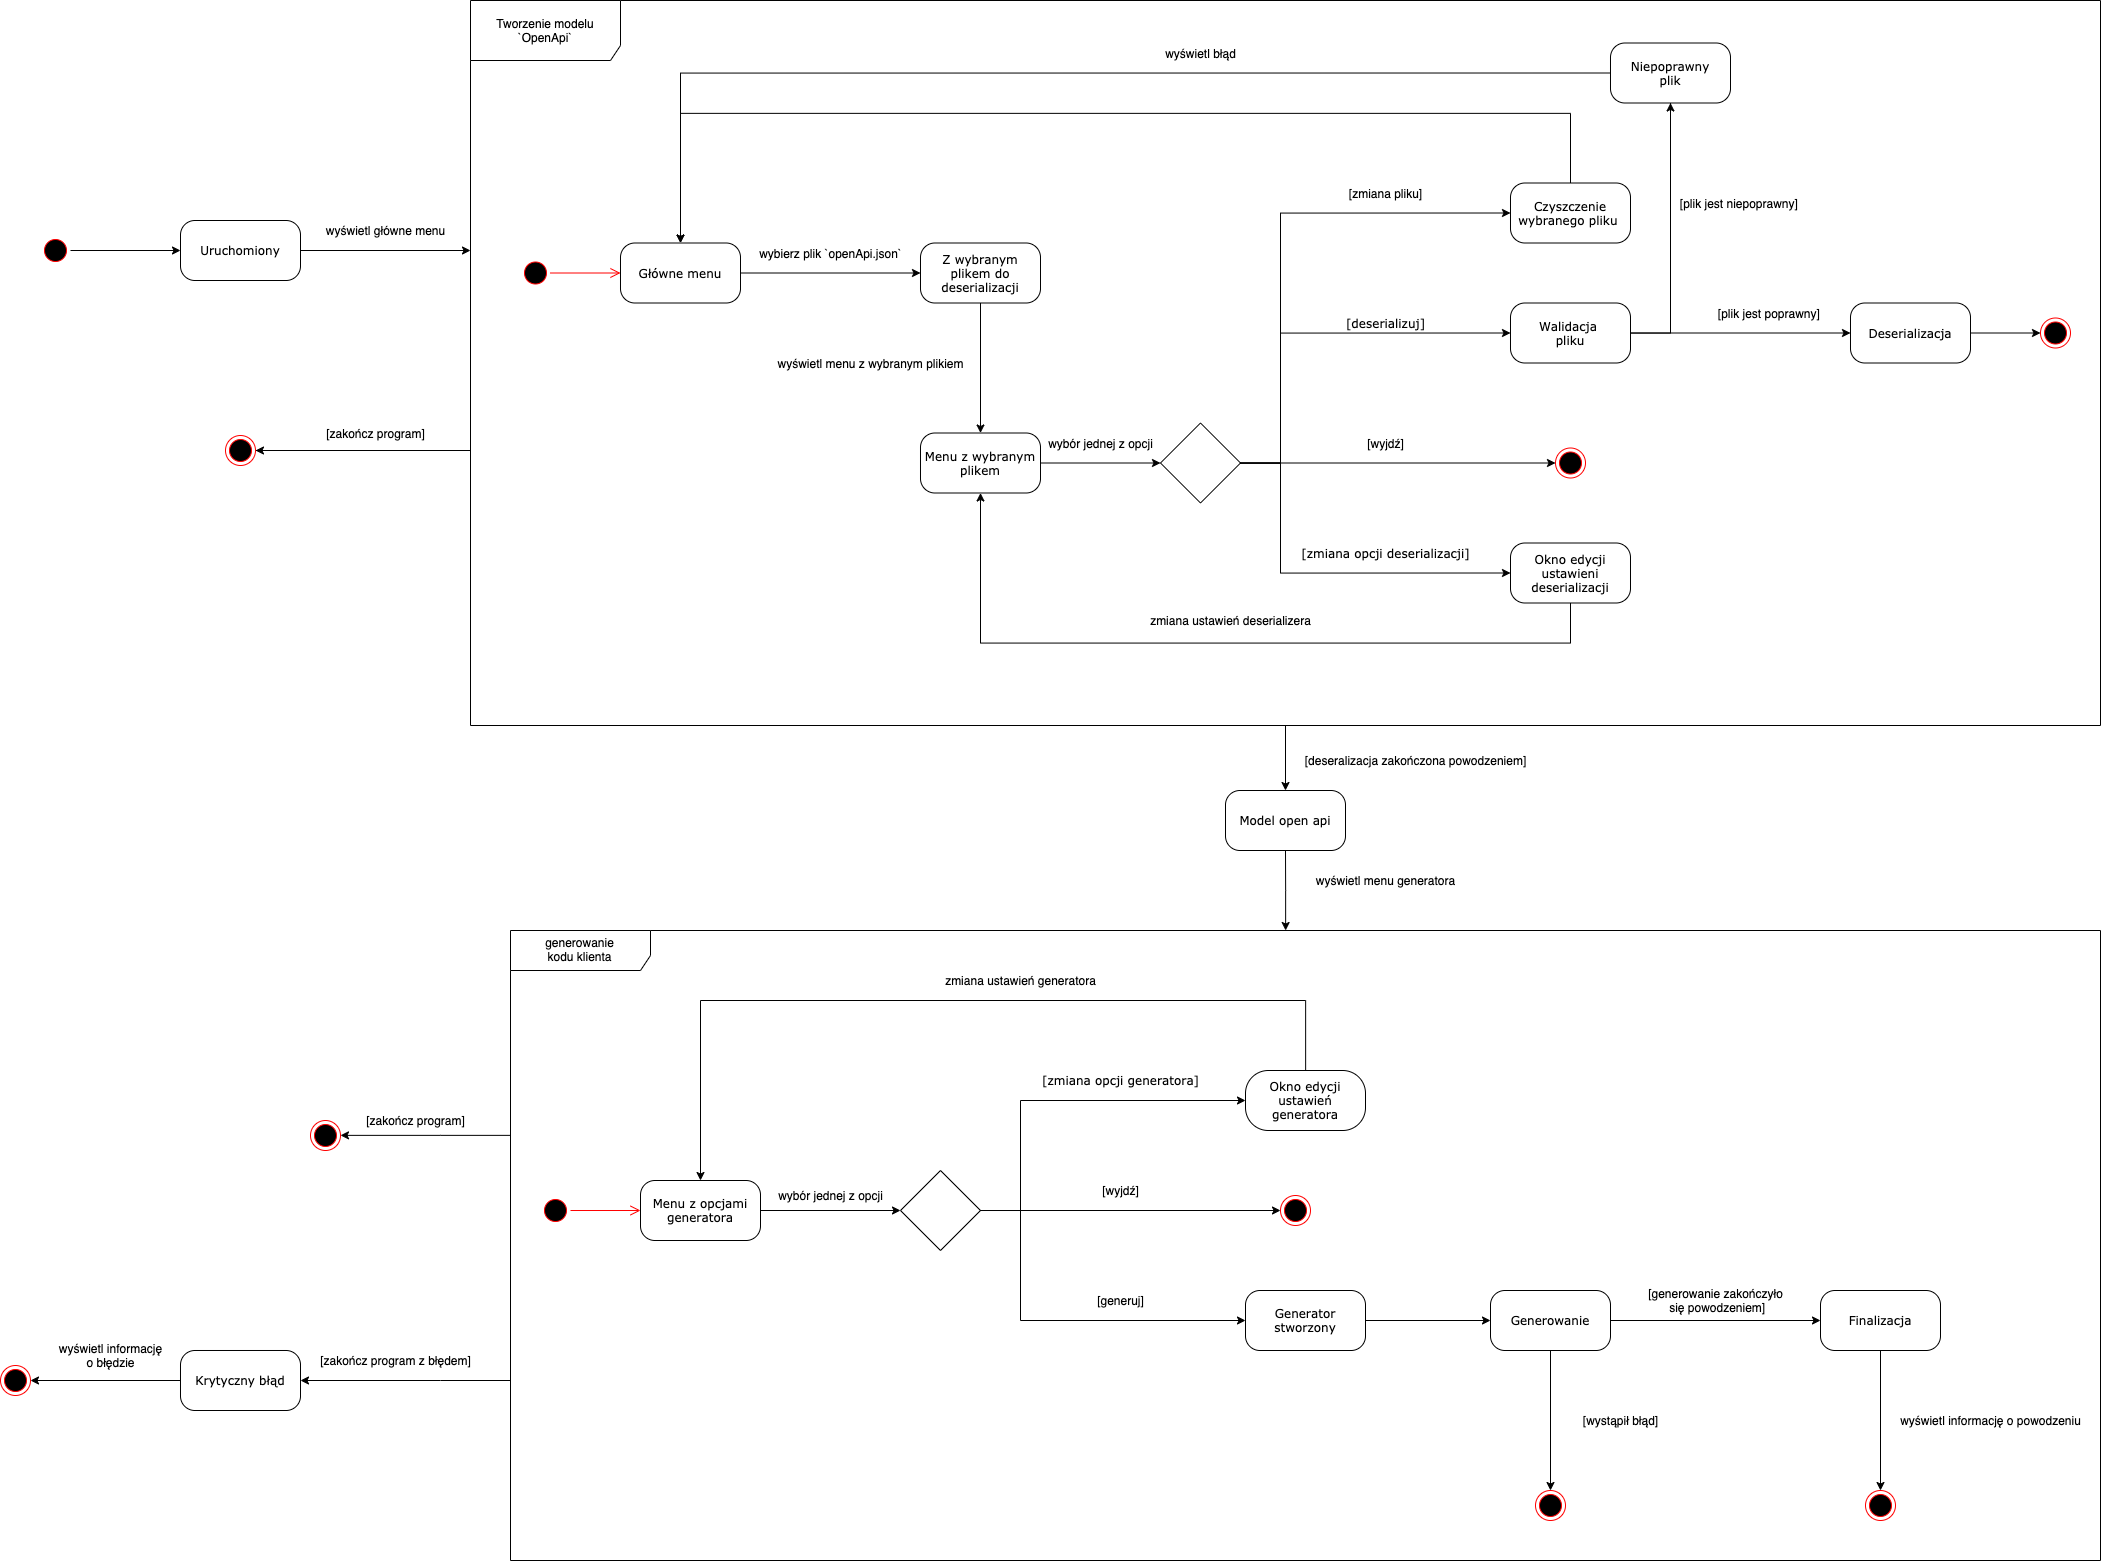 Tworzenie modelu
`OpenApi`
wyświetl błąd
Niepoprawny
plik
[zmiana pliku]
Czyszczenie
wybranego pliku
[plik jest niepoprawny]
Uruchomiony
wyświetl główne menu
Główne menu
wybierz plik `openApi.json`
Z wybranym
plikem do
deserializacji
[deserializuj]
Walidacja
pliku
[plik jest poprawny]
Deserializacja
wyświetl menu z wybranym plikiem
[zakończ program]
Menu z wybranym
plikem
wybór jednej z opcji
[wyjdź]
[zmiana opcji deserializacji]
Okno edycji
ustawieni
deserializacji
zmiana ustawień deserializera
[deseralizacja zakończona powodzeniem]
Model open api
wyświetl menu generatora
generowanie
kodu klienta
zmiana ustawień generatora
[zmiana opcji generatora]
Okno edycji
ustawień
generatora
[zakończ program]
Menu z opcjami
generatora
wybór jednej z opcji
[wyjdź]
[generuj]
Generator
stworzony
Generowanie
[generowanie zakończyło
się powodzeniem]
Finalizacja
wyświetl informację
o błędzie
Krytyczny błąd
[zakończ program z błędem]
[wystąpił błąd]
wyświetl informację o powodzeniu